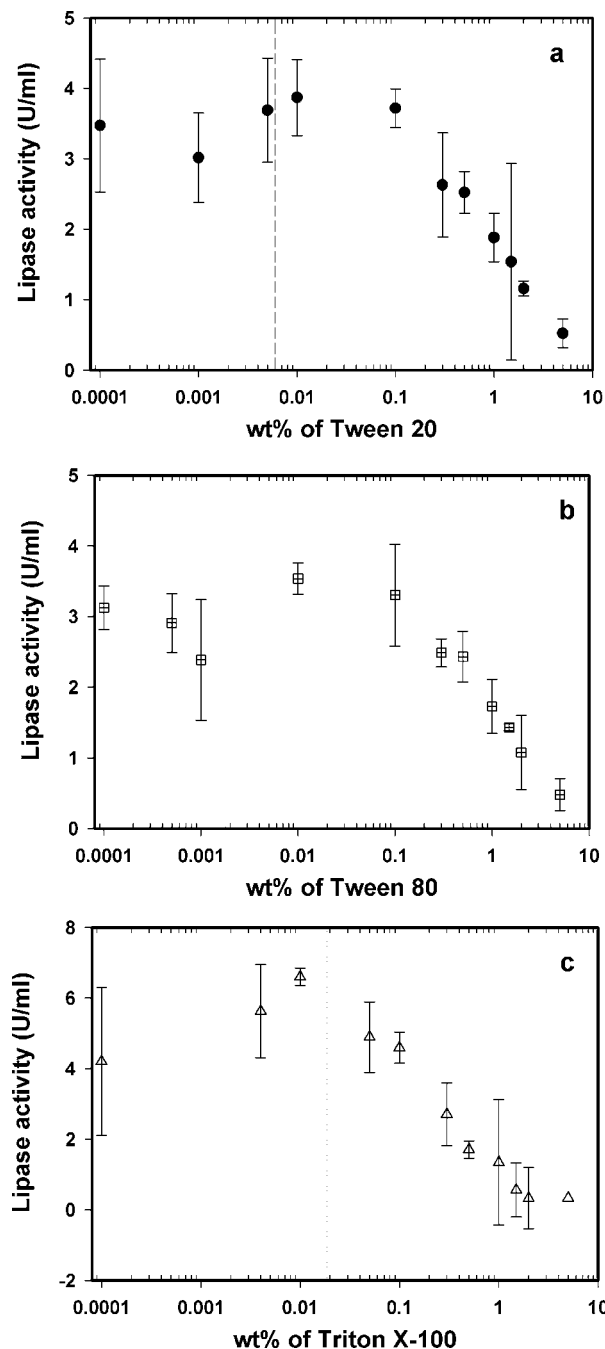 a
5
4
3
2
1
0
Lipase activity (U/ml)
0.0001 0.001 0.01 0.1 1 10
wt% of Tween 20
b
5
4
3
2
1
0
Lipase activity (U/ml)
0.0001 0.001 0.01 0.1 1 10
wt% of Tween 80
c
8
6
4
2
0
-2
Lipase activity (U/ml)
0.0001 0.001 0.01 0.1 1 10
wt% of Triton X-100